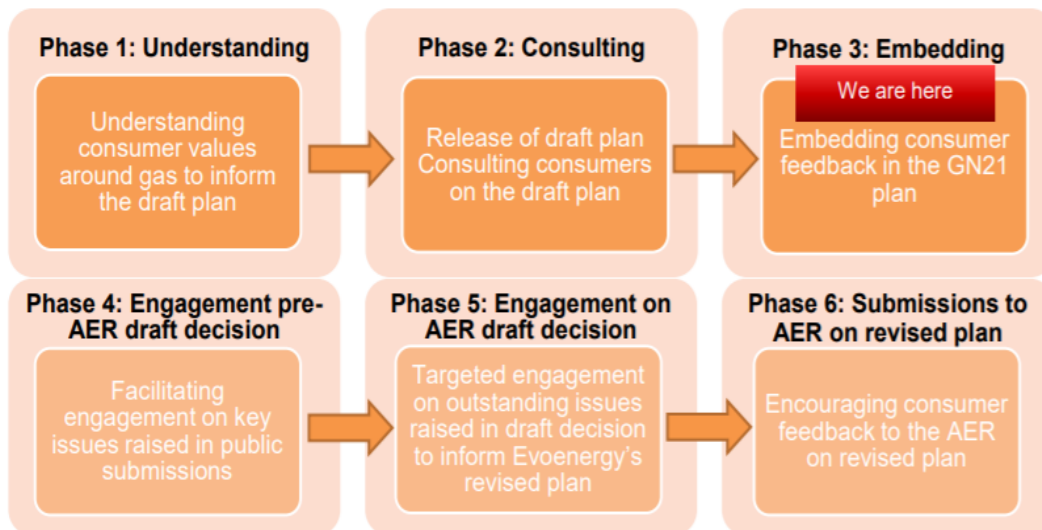 Phase 1: Understanding
Understanding
consumer values
around gas to inform
the draft plan
Phase 2: Consulting
Release of draft plan
Consulting consumers
on the draft plan
Phase 3: Embedding
We are here
Embedding consumer
feedback in the GN21
plan
Phase 4: Engagement pre-
AER draft decision
Facilitating
engagement on key
issues raised in public
submissions
Phase 5: Engagement on
AER draft decision
Targeted engagement
on outstanding issues
raised in draft decision
to inform Evoenergy's
revised plan
Phase 6: Submissions to
AER on revised plan
Encouraging consumer
feedback to the AER
on revised plan